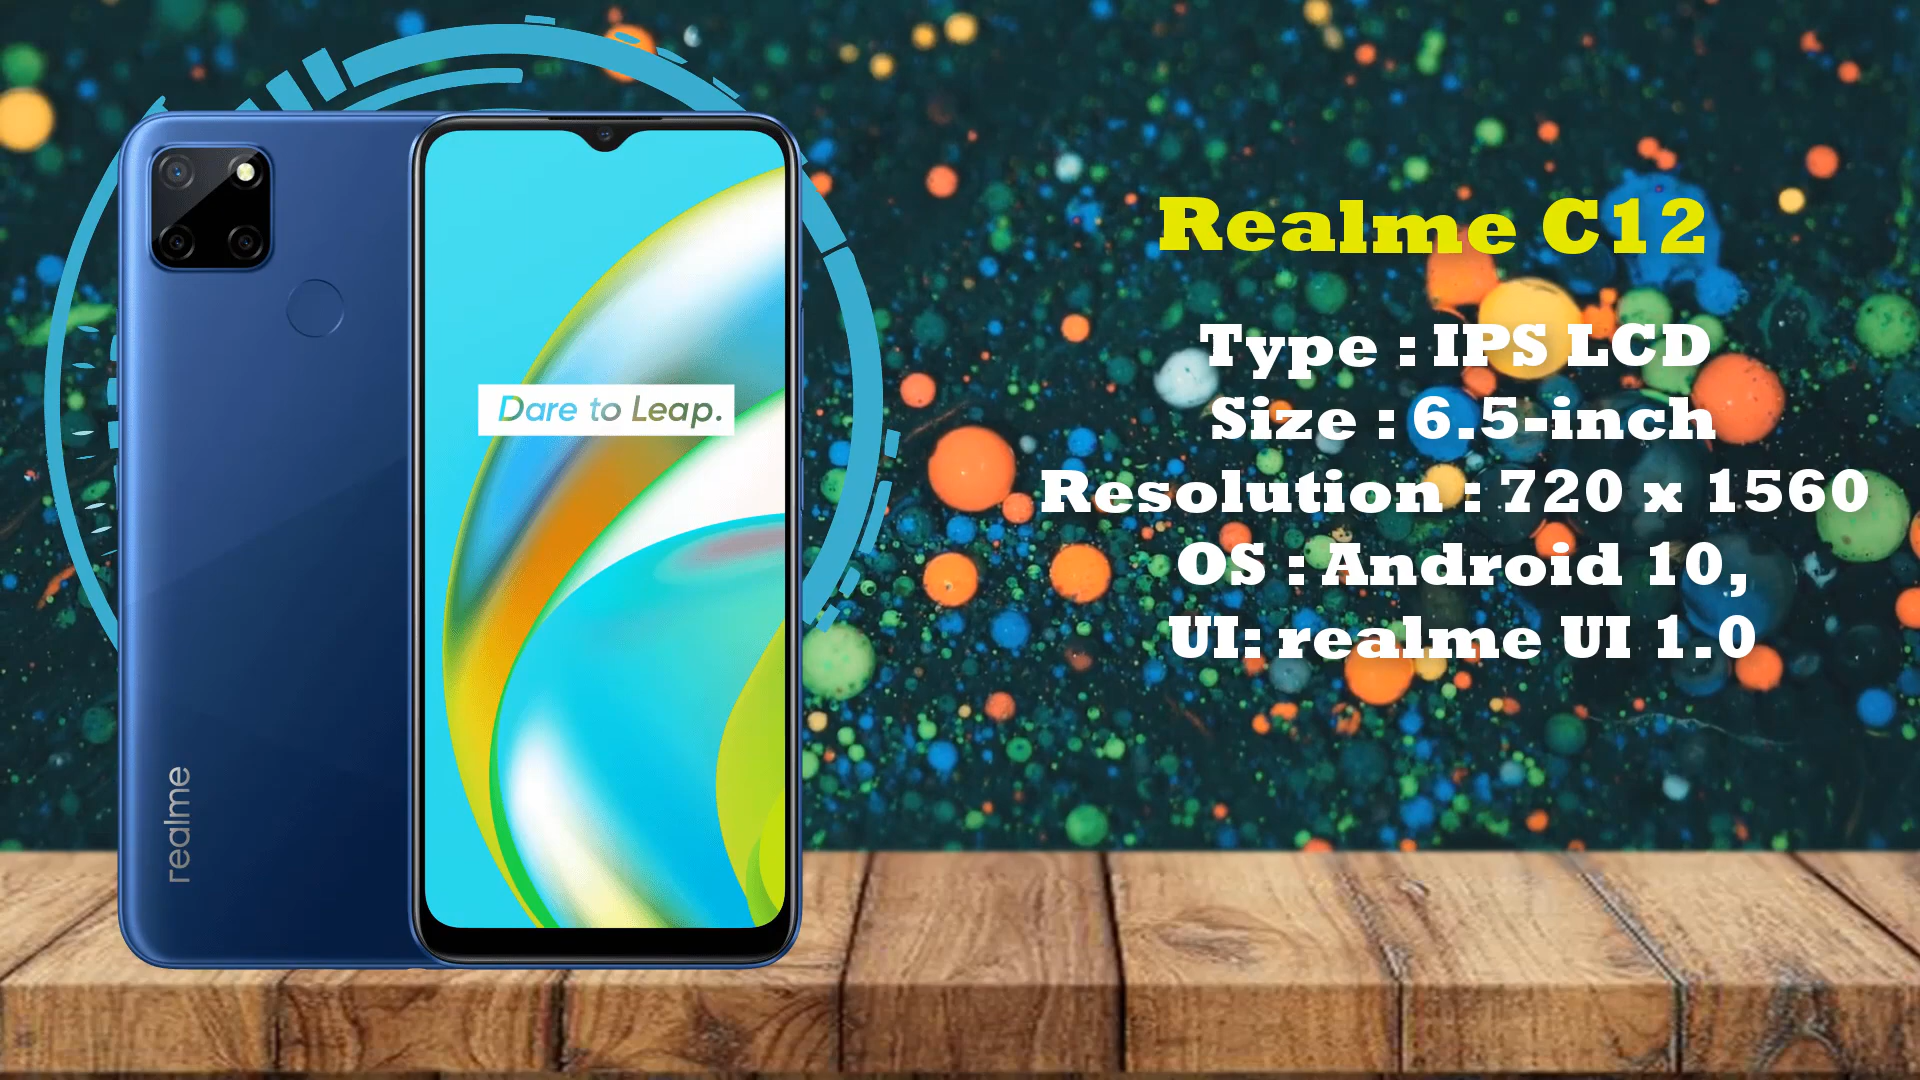 realme
Dare to Leap.
Realme C12
Type : IPS LCD
Size : 6.5-inch
Resolution : 720 x 1560
OS : Android 10,
UI: realme UI 1.0